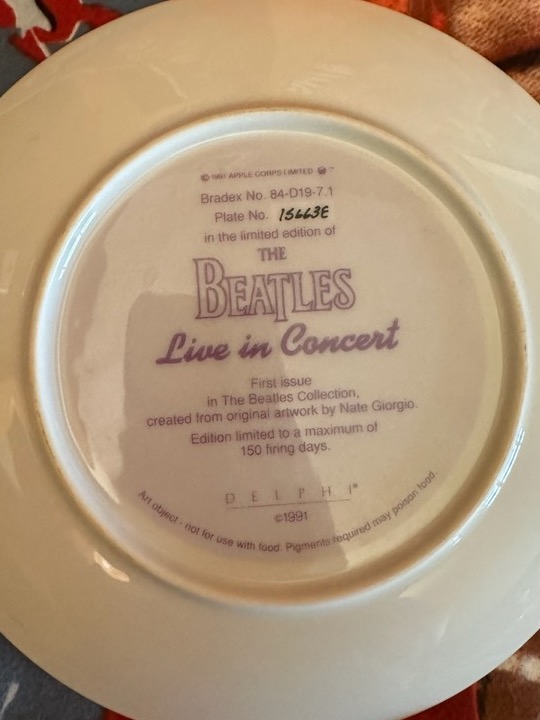 © 1991 APPLE CORPS LIMITED ™
Bradex No. 84-D19-7.1
Plate No. 15663E
in the limited edition of
THE
BEATLES
Live in Concert
First issue
in The Beatles Collection,
created from original artwork by Nate Giorgio.
Edition limited to a maximum of
150 firing days.
DELPHI®
©1991
Art object - not for use with food. Pigments required may poison food.